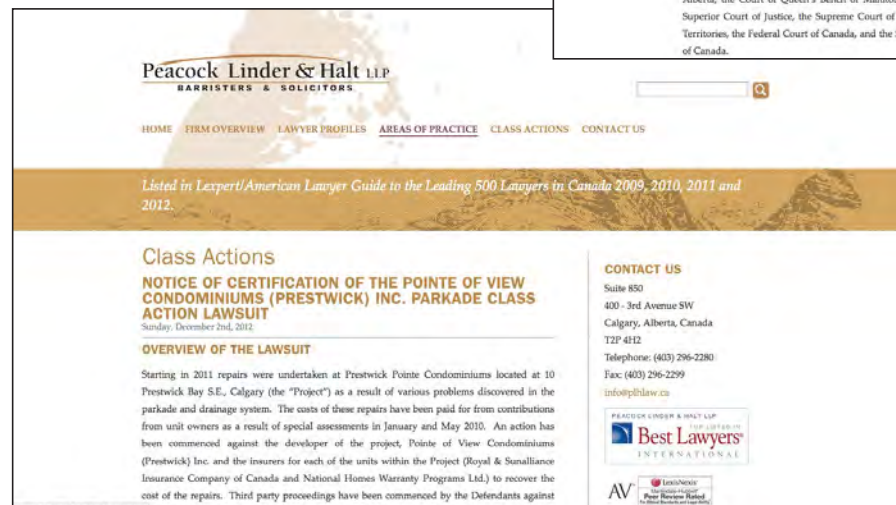 Alberta, the Court of Queen's Bench of
Superior Court of Justice, the Supreme Court of
Territories, the Federal Court of Canada, and the
of Canada.
Peacock Linder & Halt LLP
BARRISTERS & SOLICITORS
HOME FIRM OVERVIEW LAWYER PROFILES AREAS OF PRACTICE CLASS ACTIONS CONTACT US
Listed in Lexpert/American Lawyer Guide to the Leading 500 Lawyers in Canada 2009, 2010, 2011 and
2012.
Class Actions
NOTICE OF CERTIFICATION OF THE POINTE OF VIEW
CONDOMINIUMS (PRESTWICK) INC. PARKADE CLASS
ACTION LAWSUIT
Sunday, December 2nd, 2012
OVERVIEW OF THE LAWSUIT
Starting in 2011 repairs were undertaken at Prestwick Pointe Condominiums located at 10
Prestwick Bay S.E., Calgary (the "Project") as a result of various problems discovered in the
parkade and drainage system. The costs of these repairs have been paid for from contributions
from unit owners as a result of special assessments in January and May 2010. An action has
been commenced against the developer of the project, Pointe of View Condominiums
(Prestwick) Inc. and the insurers for each of the units within the Project (Royal & Sunalliance
Insurance Company of Canada and National Homes Warranty Programs Ltd.) to recover the
cost of the repairs. Third party proceedings have been commenced by the Defendants against
CONTACT US
Suite 850
400 - 3rd Avenue SW
Calgary, Alberta, Canada
T2P 4H2
Telephone: (403) 296-2280
Fax: (403) 296-2299
info@plhlaw.ca
PEACOCK LINDER & HALT LLP
TOP LISTED IN
Best Lawyers
INTERNATIONAL
AV LexisNexis
Peer Review Rated